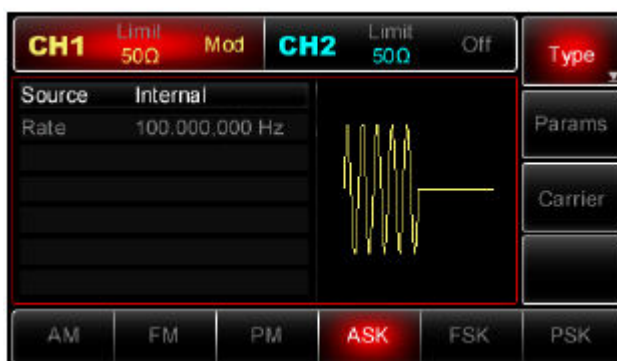 CH1 Limit 50Ω Mod CH2 Limit 50Ω Off
Type
Source Internal
Rate 100.000,000 Hz
Params
Carrier
AM FM PM ASK FSK PSK